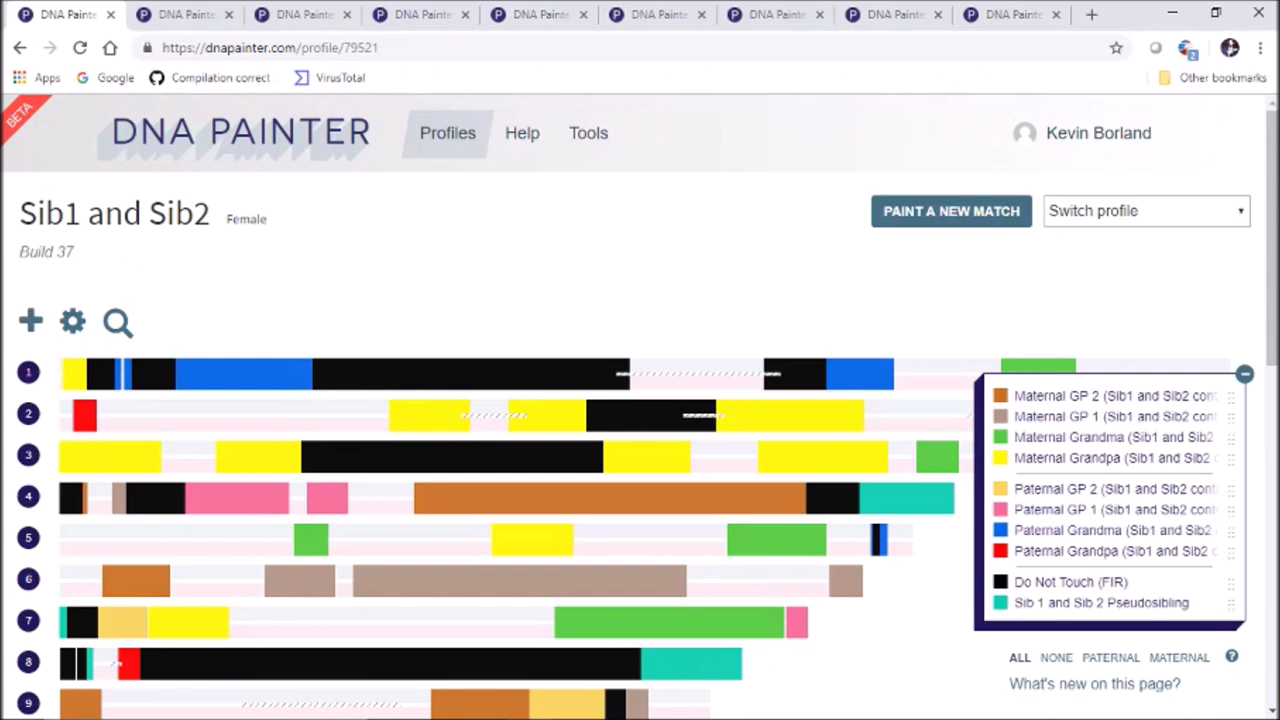 DNA Painte
DNA Painte
DNA Painte
DNA Painte
DNA Painte
DNA Painte
DNA Painte
DNA Painte
DNA Painte
https://dnapainter.com/profile/79521
2
Apps Google Compilation correct VirusTotal Other bookmarks
BETA
DNA PAINTER Profiles Help Tools Kevin Borland
Sib1 and Sib2 Female PAINT A NEW MATCH Switch profile
Build 37
1
2
3
4
5
6
7
8
9
Maternal GP 2 (Sib1 and Sib2 cont
Maternal GP 1 (Sib1 and Sib2 cont
Maternal Grandma (Sib1 and Sib2
Maternal Grandpa (Sib1 and Sib2 c
Paternal GP 2 (Sib1 and Sib2 cont
Paternal GP 1 (Sib1 and Sib2 cont
Paternal Grandma (Sib1 and Sib2
Paternal Grandpa (Sib1 and Sib2 c
Do Not Touch (FIR)
Sib 1 and Sib 2 Pseudosibling
ALL NONE PATERNAL MATERNAL ?
What's new on this page?